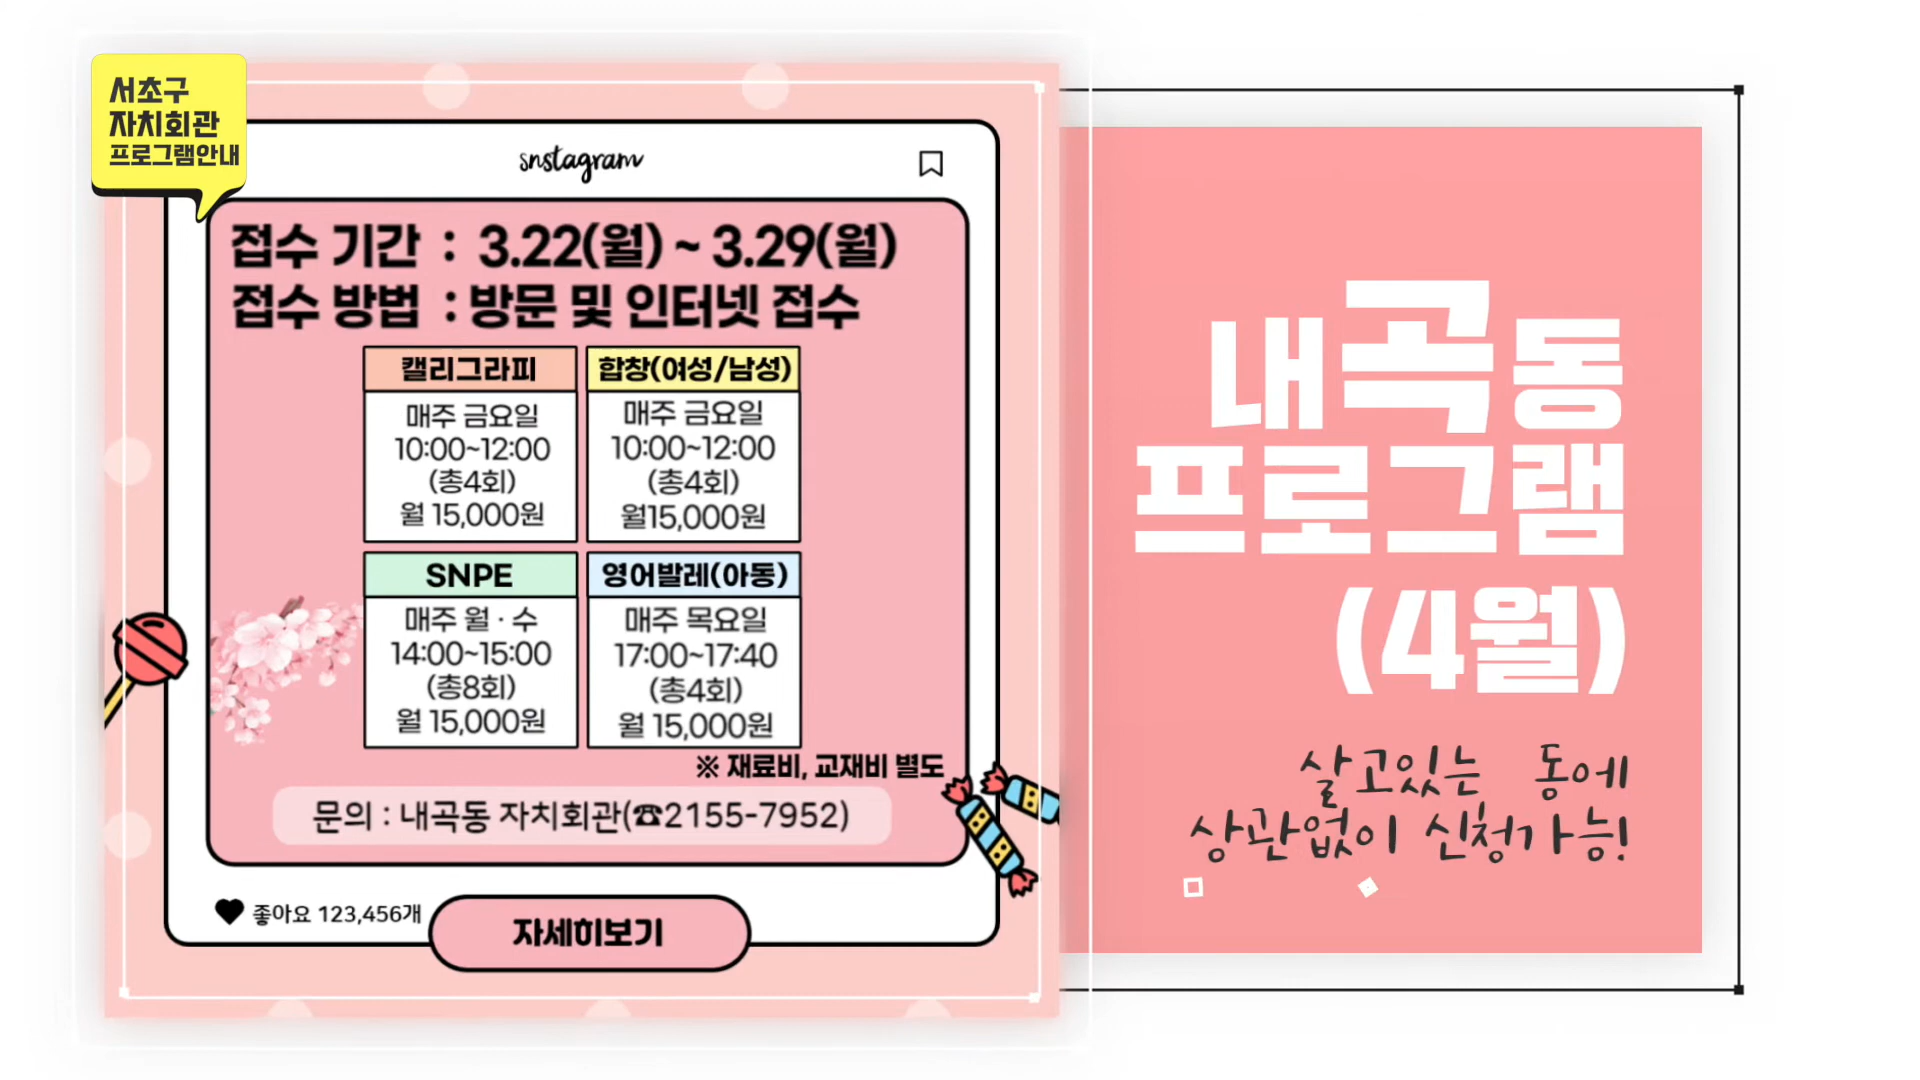 서초구
자치회관
프로그램안내
snstagram
접수 기간 : 3.22(월) ~ 3.29(월)
접수 방법 : 방문 및 인터넷 접수
캘리그라피
매주 금요일
10:00~12:00
(총4회)
월 15,000원
합창(여성/남성)
매주 금요일
10:00~12:00
(총4회)
월15,000원
SNPE
매주 월 · 수
14:00~15:00
(총8회)
월 15,000원
영어발레(아동)
매주 목요일
17:00~17:40
(총4회)
월 15,000원
※ 재료비, 교재비 별도
문의 : 내곡동 자치회관(☎2155-7952)
좋아요 123,456개
자세히보기
내곡동
프로그램
(4월)
살고있는 동에
상관없이 신청가능!